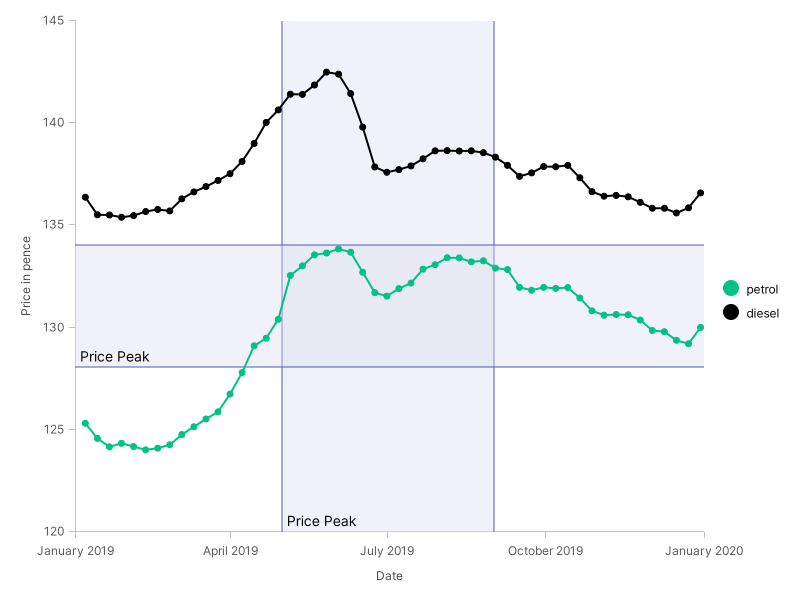 145
140
135
130
125
120
Price in pence
Price Peak
Price Peak
January 2019
April 2019
July 2019
October 2019
January 2020
Date
petrol
diesel